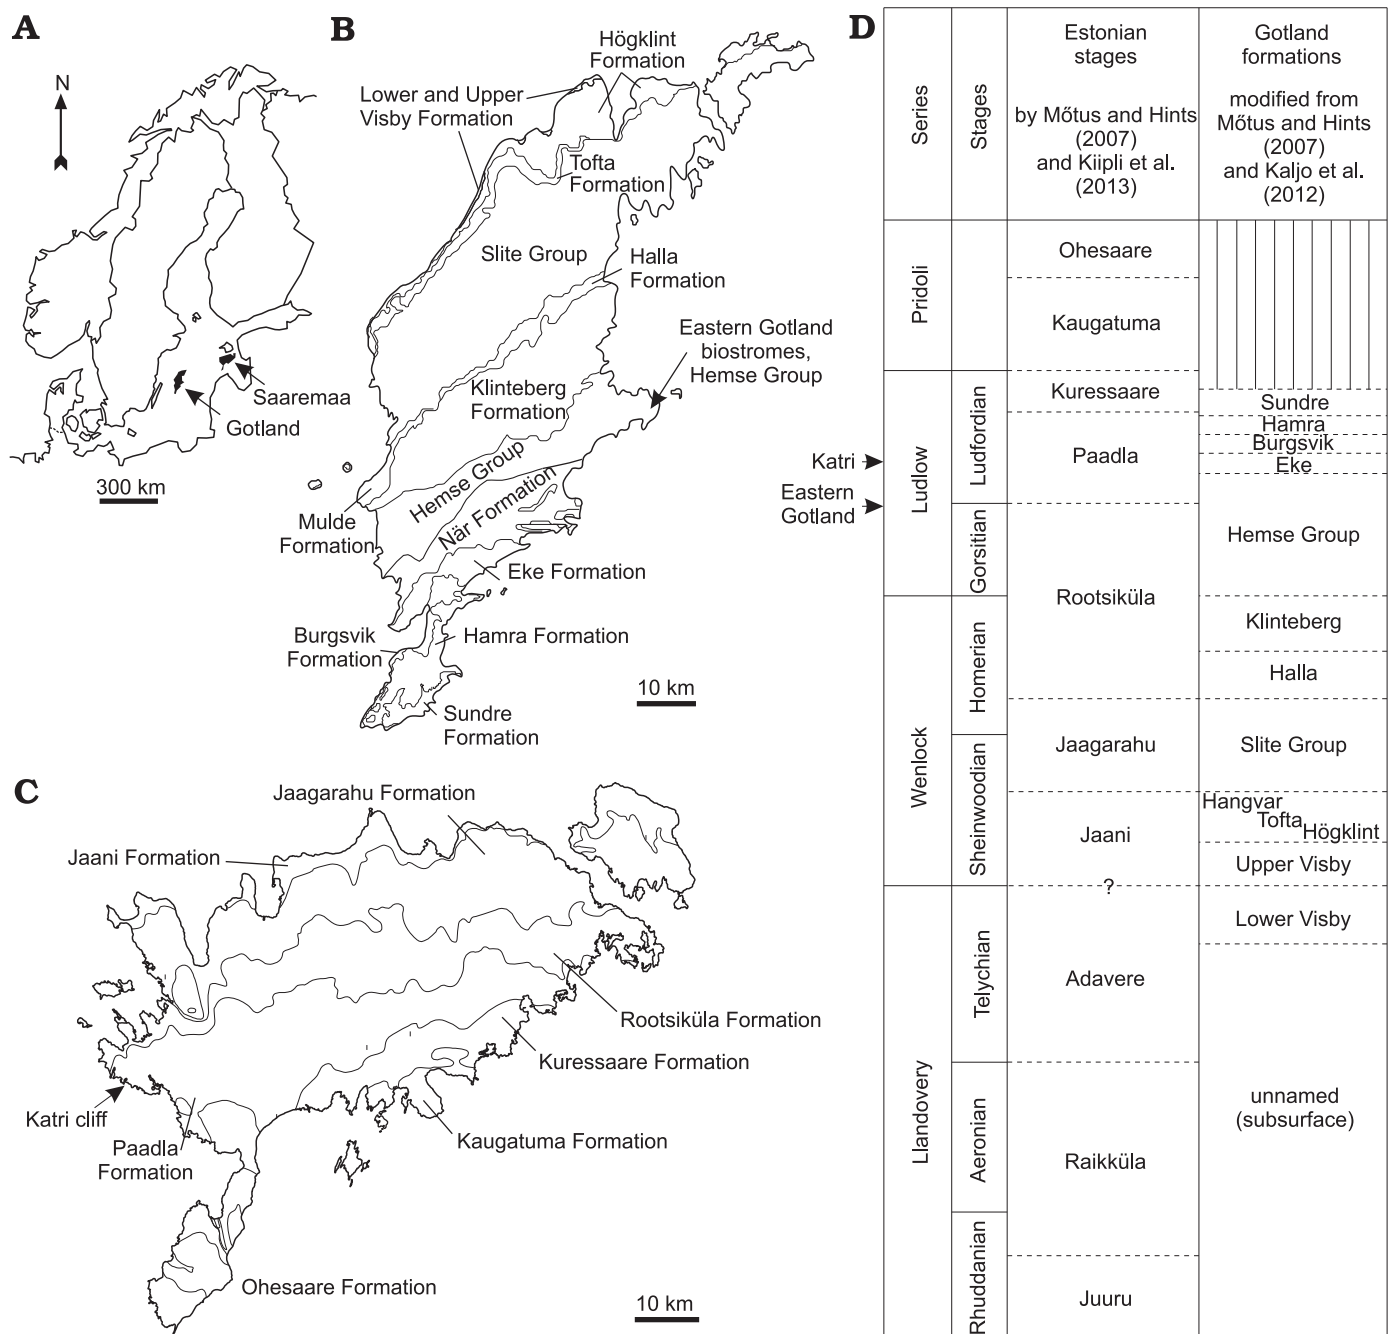 A
N
Saaremaa
Gotland
300 km
B
Högklint
Formation
Lower and Upper
Visby Formation
Tofta
Formation
Slite Group
Halla
Formation
Eastern Gotland
biostromes,
Hemse Group
Klinteberg
Formation
Hemse Group
När Formation
Mulde
Formation
Eke Formation
Burgsvik
Formation
Hamra Formation
Sundre
Formation
10 km
C
Jaagarahu Formation
Jaani Formation
Rootsiküla Formation
Kuressaare Formation
Katri cliff
Paadla
Formation
Kaugatuma Formation
Ohesaare Formation
10 km
D
Series
Stages
Estonian
stages
by Mőtus and Hints
(2007)
and Kiipli et al.
(2013)
Gotland
formations
modified from
Mőtus and Hints
(2007)
and Kaljo et al.
(2012)
Pridoli
Ohesaare
Kaugatuma
Ludlow
Ludfordian
Kuressaare
Paadla
Sundre
Hamra
Burgsvik
Eke
Katri
Eastern
Gotland
Gorstian
Rootsiküla
Hemse Group
Wenlock
Homerian
Klinteberg
Halla
Sheinwoodian
Jaagarahu
Slite Group
Jaani
Hangvar
Tofta
Högklint
Upper Visby
?
Llandovery
Telychian
Adavere
Lower Visby
Aeronian
Raikküla
unnamed
(subsurface)
Rhuddanian
Juuru